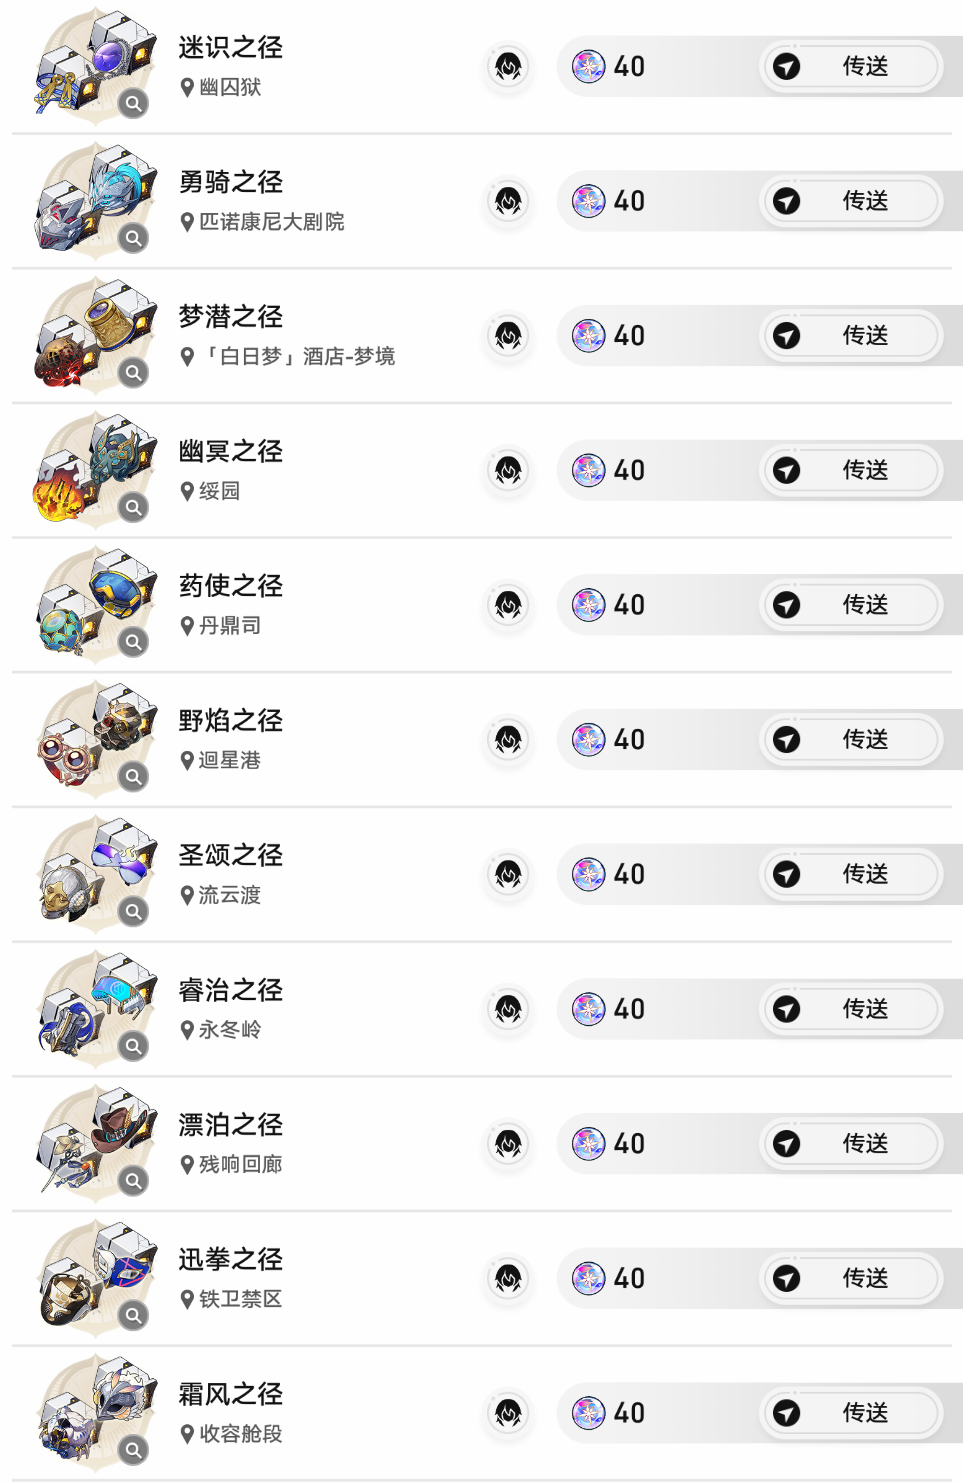 迷识之径
40
传送
幽囚狱
勇骑之径
40
传送
匹诺康尼大剧院
梦潜之径
40
传送
「白日梦」酒店-梦境
幽冥之径
40
传送
绥园
药使之径
40
传送
丹鼎司
野焰之径
40
传送
迴星港
圣颂之径
40
传送
流云渡
睿治之径
40
传送
永冬岭
漂泊之径
40
传送
残响回廊
迅拳之径
40
传送
铁卫禁区
霜风之径
40
传送
收容舱段